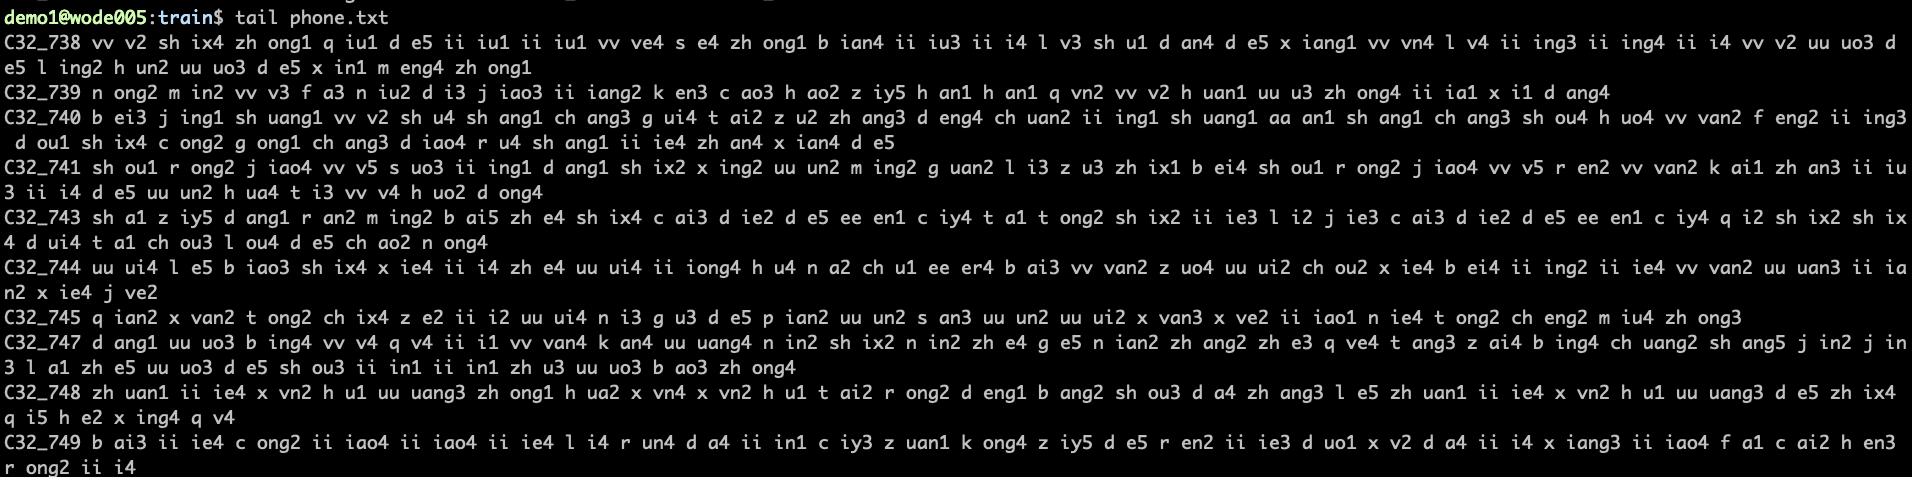 demo1@wode005:train$ tail phone.txt
C32_738 vv v2 sh ix4 zh ong1 q iu1 d e5 ii iu1 ii iu1 vv ve4 s e4 zh ong1 b ian4 ii iu3 ii i4 l v3 sh u1 d an4 d e5 x iang1 vv vn4 l v4 ii ing3 ii ing4 ii i4 vv v2 uu uo3 d
e5 l ing2 h un2 uu uo3 d e5 x in1 m eng4 zh ong1
C32_739 n ong2 m in2 vv v3 f a3 n iu2 d i3 j iao3 ii iang2 k en3 c ao3 h ao2 z iy5 h an1 h an1 q vn2 vv v2 h uan1 uu u3 zh ong4 ii ia1 x i1 d ang4
C32_740 b ei3 j ing1 sh uang1 vv v2 sh u4 sh ang1 ch ang3 g ui4 t ai2 z u2 zh ang3 d eng4 ch uan2 ii ing1 sh uang1 aa an1 sh ang1 ch ang3 sh ou4 h uo4 vv van2 f eng2 ii ing3
 d ou1 sh ix4 c ong2 g ong1 ch ang3 d iao4 r u4 sh ang1 ii ie4 zh an4 x ian4 d e5
C32_741 sh ou1 r ong2 j iao4 vv v5 s uo3 ii ing1 d ang1 sh ix2 x ing2 uu un2 m ing2 g uan2 l i3 z u3 zh ix1 b ei4 sh ou1 r ong2 j iao4 vv v5 r en2 vv van2 k ai1 zh an3 ii iu
3 ii i4 d e5 uu un2 h ua4 t i3 vv v4 h uo2 d ong4
C32_743 sh a1 z iy5 d ang1 r an2 m ing2 b ai5 zh e4 sh ix4 c ai3 d ie2 d e5 ee en1 c iy4 t a1 t ong2 sh ix2 ii ie3 l i2 j ie3 c ai3 d ie2 d e5 ee en1 c iy4 q i2 sh ix2 sh ix
4 d ui4 t a1 ch ou3 l ou4 d e5 ch ao2 n ong4
C32_744 uu ui4 l e5 b iao3 sh ix4 x ie4 ii i4 zh e4 uu ui4 ii iong4 h u4 n a2 ch u1 ee er4 b ai3 vv van2 z uo4 uu ui2 ch ou2 x ie4 b ei4 ii ing2 ii ie4 vv van2 uu uan3 ii ia
n2 x ie4 j ve2
C32_745 q ian2 x van2 t ong2 ch ix4 z e2 ii i2 uu ui4 n i3 g u3 d e5 p ian2 uu un2 s an3 uu un2 uu ui2 x van3 x ve2 ii iao1 n ie4 t ong2 ch eng2 m iu4 zh ong3
C32_747 d ang1 uu uo3 b ing4 vv v4 q v4 ii i1 vv van4 k an4 uu uang4 n in2 sh ix2 n in2 zh e4 g e5 n ian2 zh ang2 zh e3 q ve4 t ang3 z ai4 b ing4 ch uang2 sh ang5 j in2 j in
3 l a1 zh e5 uu uo3 d e5 sh ou3 ii in1 ii in1 zh u3 uu uo3 b ao3 zh ong4
C32_748 zh uan1 ii ie4 x vn2 h u1 uu uang3 zh ong1 h ua2 x vn4 x vn2 h u1 t ai2 r ong2 d eng1 b ang2 sh ou3 d a4 zh ang3 l e5 zh uan1 ii ie4 x vn2 h u1 uu uang3 d e5 zh ix4
q i5 h e2 x ing4 q v4
C32_749 b ai3 ii ie4 c ong2 ii iao4 ii iao4 ii ie4 l i4 r un4 d a4 ii in1 c iy3 z uan1 k ong4 z iy5 d e5 r en2 ii ie3 d uo1 x v2 d a4 ii i4 x iang3 ii iao4 f a1 c ai2 h en3
r ong2 ii i4